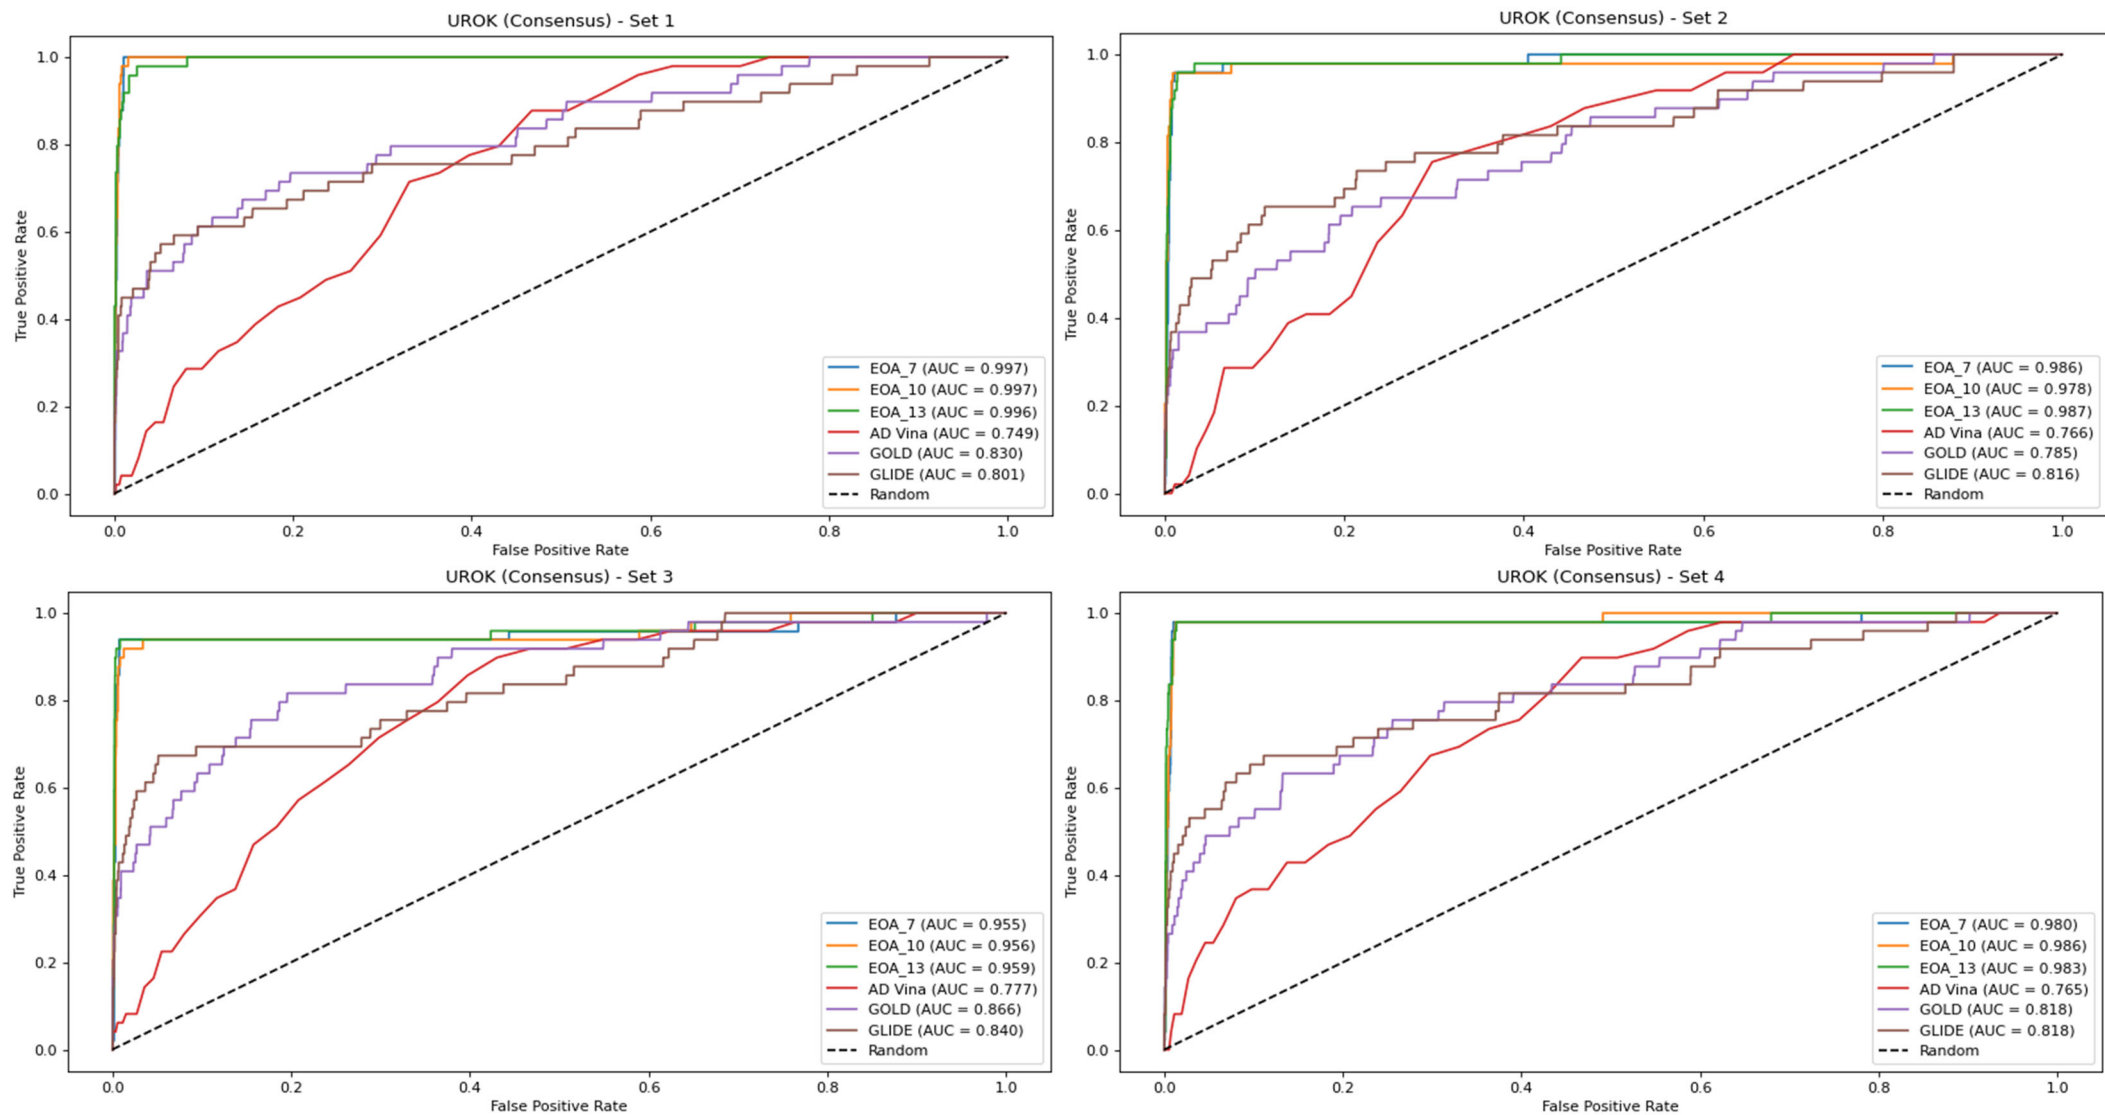 UROK (Consensus) - Set 1
True Positive Rate
1.0
0.8
0.6
0.4
0.2
0.0
EOA_7 (AUC = 0.997)
EOA_10 (AUC = 0.997)
EOA_13 (AUC = 0.996)
AD Vina (AUC = 0.749)
GOLD (AUC = 0.830)
GLIDE (AUC = 0.801)
Random
0.0 0.2 0.4 0.6 0.8 1.0
False Positive Rate
UROK (Consensus) - Set 2
True Positive Rate
1.0
0.8
0.6
0.4
0.2
0.0
EOA_7 (AUC = 0.986)
EOA_10 (AUC = 0.978)
EOA_13 (AUC = 0.987)
AD Vina (AUC = 0.766)
GOLD (AUC = 0.785)
GLIDE (AUC = 0.816)
Random
0.0 0.2 0.4 0.6 0.8 1.0
False Positive Rate
UROK (Consensus) - Set 3
True Positive Rate
1.0
0.8
0.6
0.4
0.2
0.0
EOA_7 (AUC = 0.955)
EOA_10 (AUC = 0.956)
EOA_13 (AUC = 0.959)
AD Vina (AUC = 0.777)
GOLD (AUC = 0.866)
GLIDE (AUC = 0.840)
Random
0.0 0.2 0.4 0.6 0.8 1.0
False Positive Rate
UROK (Consensus) - Set 4
True Positive Rate
1.0
0.8
0.6
0.4
0.2
0.0
EOA_7 (AUC = 0.980)
EOA_10 (AUC = 0.986)
EOA_13 (AUC = 0.983)
AD Vina (AUC = 0.765)
GOLD (AUC = 0.818)
GLIDE (AUC = 0.818)
Random
0.0 0.2 0.4 0.6 0.8 1.0
False Positive Rate